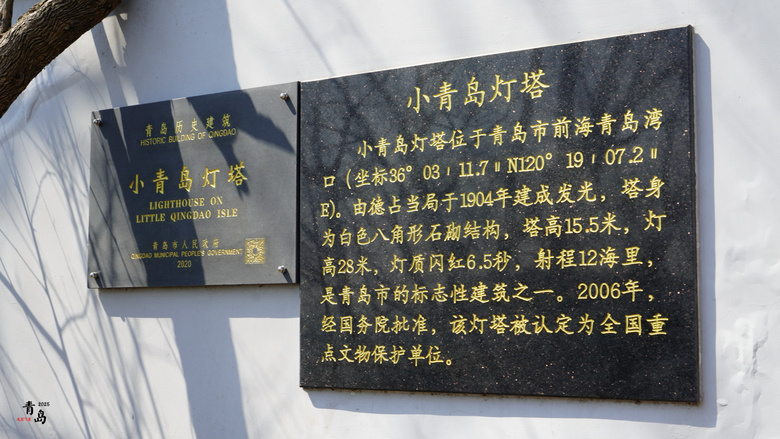 青岛历史建筑
HISTORIC BUILDING OF QINGDAO
小青岛灯塔
LIGHTHOUSE ON
LITTLE QINGDAO ISLE
青岛市人民政府
QINGDAO MUNICIPAL PEOPLE'S GOVERNMENT
2020
小青岛灯塔
小青岛灯塔位于青岛市前海青岛湾
口（坐标36°03′11.7″N120°19′07.2″
E)。由德占当局于1904年建成发光，塔身
为白色八角形石砌结构，塔高15.5米，灯
高28米，灯质闪红6.5秒，射程12海里，
是青岛市的标志性建筑之一。2006年，
经国务院批准，该灯塔被认定为全国重
点文物保护单位。
青岛
2025